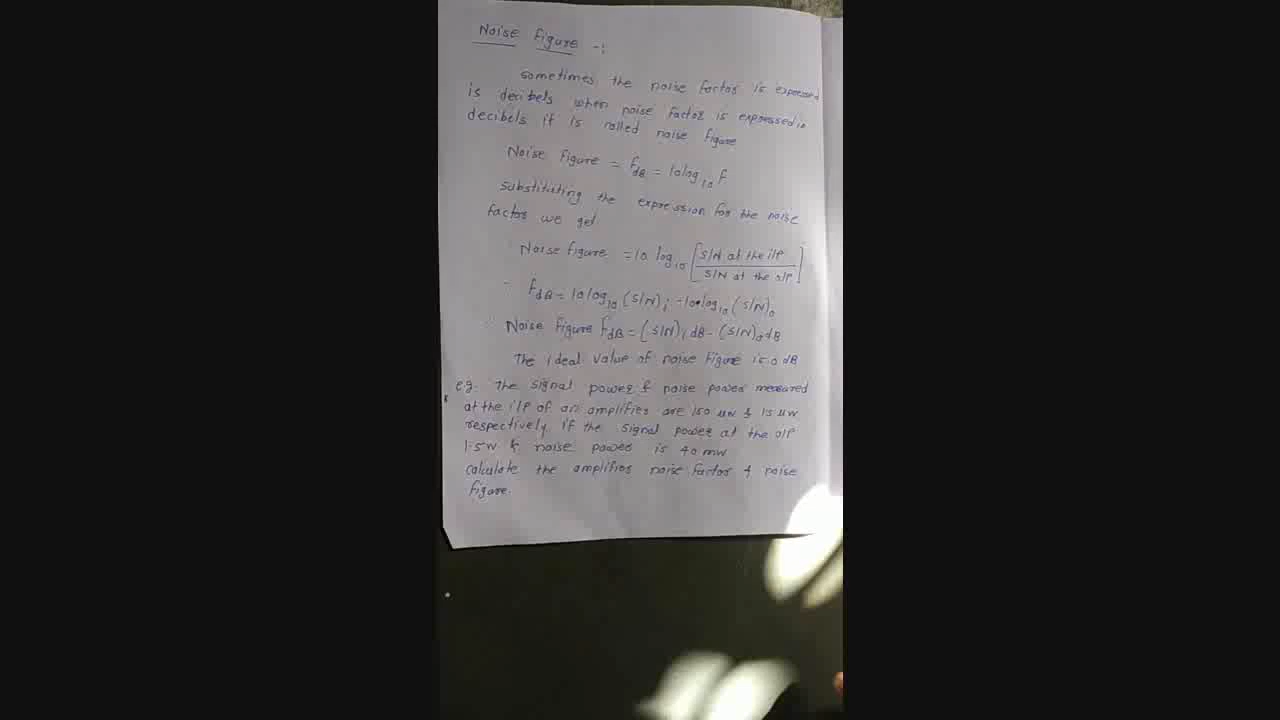 Noise figure -:
sometimes the noise factor is expressed
is decibels when noise factor is expressed in
decibels it is called noise figure
Noise figure = FdB = 10log10 F
substituting the expression for the noise
factor we get
Noise figure = 10 log10 [S/N at the i/P / S/N at the o/P]
FdB = 10log10 (S/N)i - 10log10 (S/N)o
Noise figure FdB = (S/N)i dB - (S/N)o dB
The ideal value of noise figure is 0 dB
eg. The signal power & noise power measured
at the i/P of an amplifier are 150 μw & 1.5 μw
respectively if the signal power at the o/P
1.5w & noise power is 40 mw
calculate the amplifier noise factor & noise
figure.